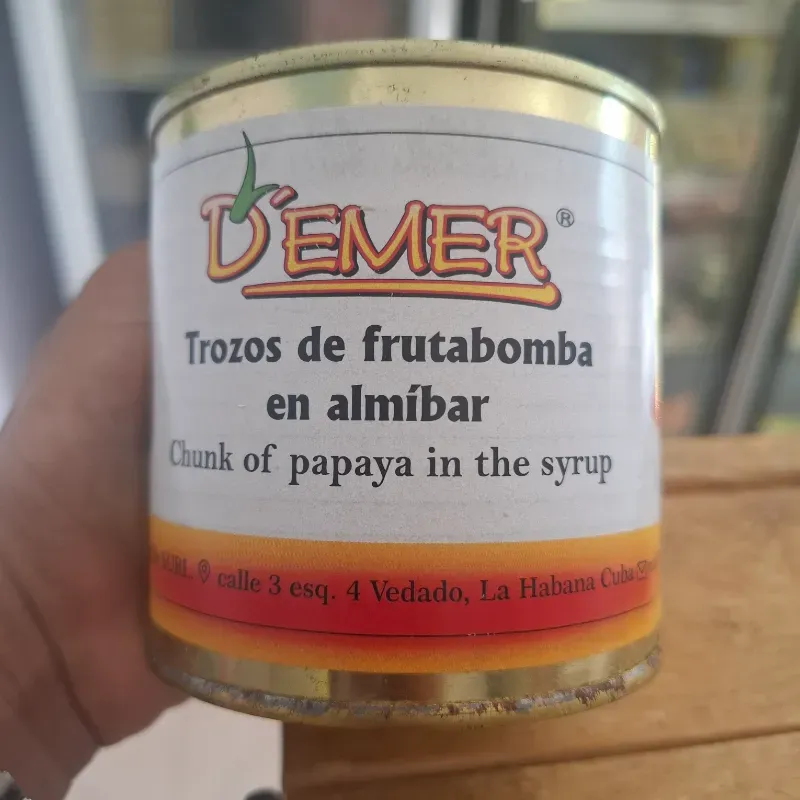 D'EMER®
Trozos de frutabomba
en almíbar
Chunk of papaya in the syrup
calle 3 esq. 4 Vedado, La Habana Cuba